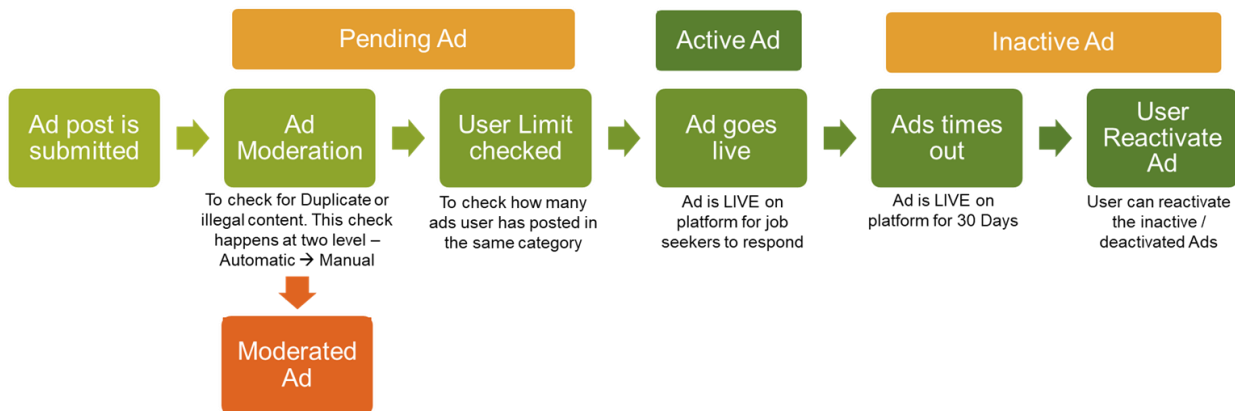 Pending Ad
Active Ad
Inactive Ad
Ad post is
submitted
Ad
Moderation
User Limit
checked
Ad goes
live
Ads times
out
User
Reactivate
Ad
To check for Duplicate or
illegal content. This check
happens at two level –
Automatic → Manual
To check how many
ads user has posted in
the same category
Ad is LIVE on
platform for job
seekers to respond
Ad is LIVE on
platform for 30 Days
User can reactivate
the inactive /
deactivated Ads
Moderated
Ad